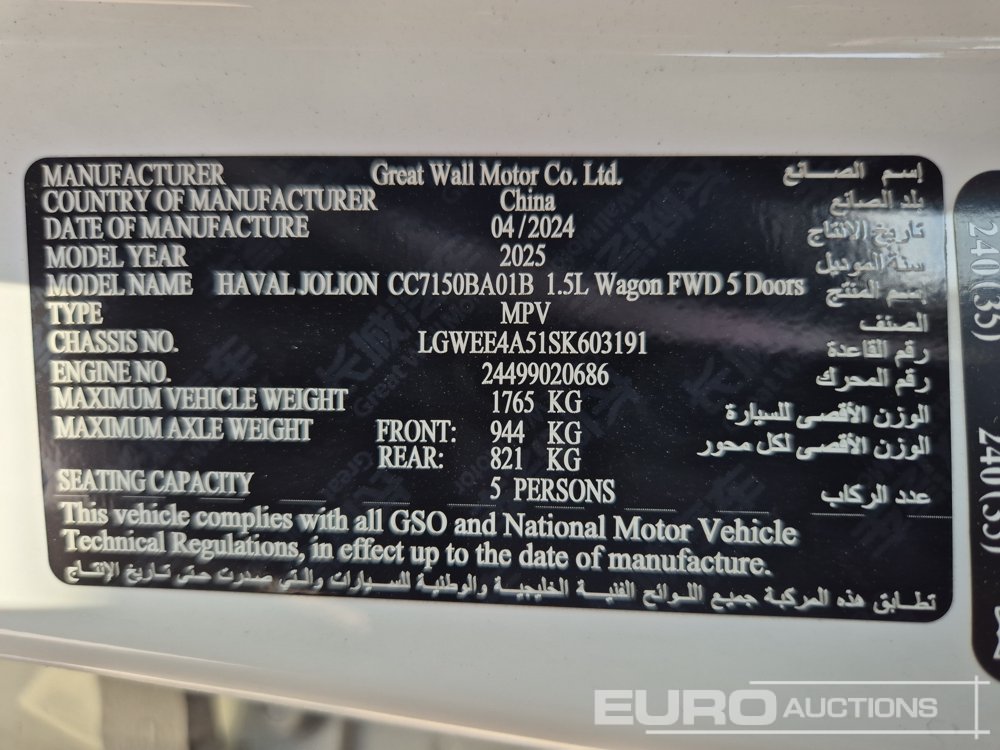 MANUFACTURER Great Wall Motor Co. Ltd. إسم الصانع
COUNTRY OF MANUFACTURER China بلد الصانع
DATE OF MANUFACTURE 04/2024 تاريخ الانتاج
MODEL YEAR 2025 سنة الموديل
MODEL NAME HAVAL JOLION CC7150BA01B 1.5L Wagon FWD 5 Doors إسم المنتج
TYPE MPV الصنف
CHASSIS NO. LGWEE4A51SK603191 رقم القاعدة
ENGINE NO. 24499020686 رقم المحرك
MAXIMUM VEHICLE WEIGHT 1765 KG الوزن الأقصى للسيارة
MAXIMUM AXLE WEIGHT FRONT: 944 KG الوزن الأقصى لكل محور
REAR: 821 KG
SEATING CAPACITY 5 PERSONS عدد الركاب
This vehicle complies with all GSO and National Motor Vehicle
Technical Regulations, in effect up to the date of manufacture.
تطابق هذه المركبة جميع اللوائح الفنية الخليجية والوطنية للسيارات والتي صدرت حتى تاريخ الإنتاج
240(35)
240(35)
EURO AUCTIONS